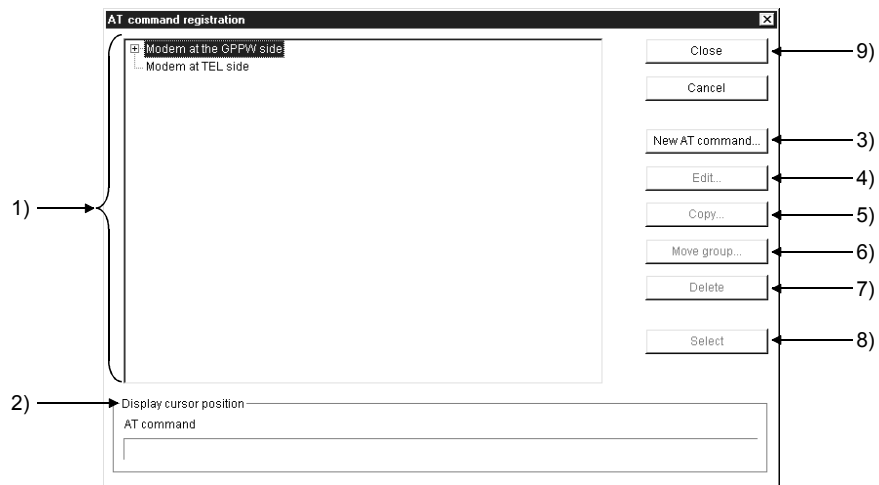 AT command registration
Modem at the GPPW side
Modem at TEL side
Close
9)
Cancel
New AT command...
3)
Edit...
4)
1)
Copy...
5)
Move group...
6)
Delete
7)
Select
8)
2)
Display cursor position
AT command